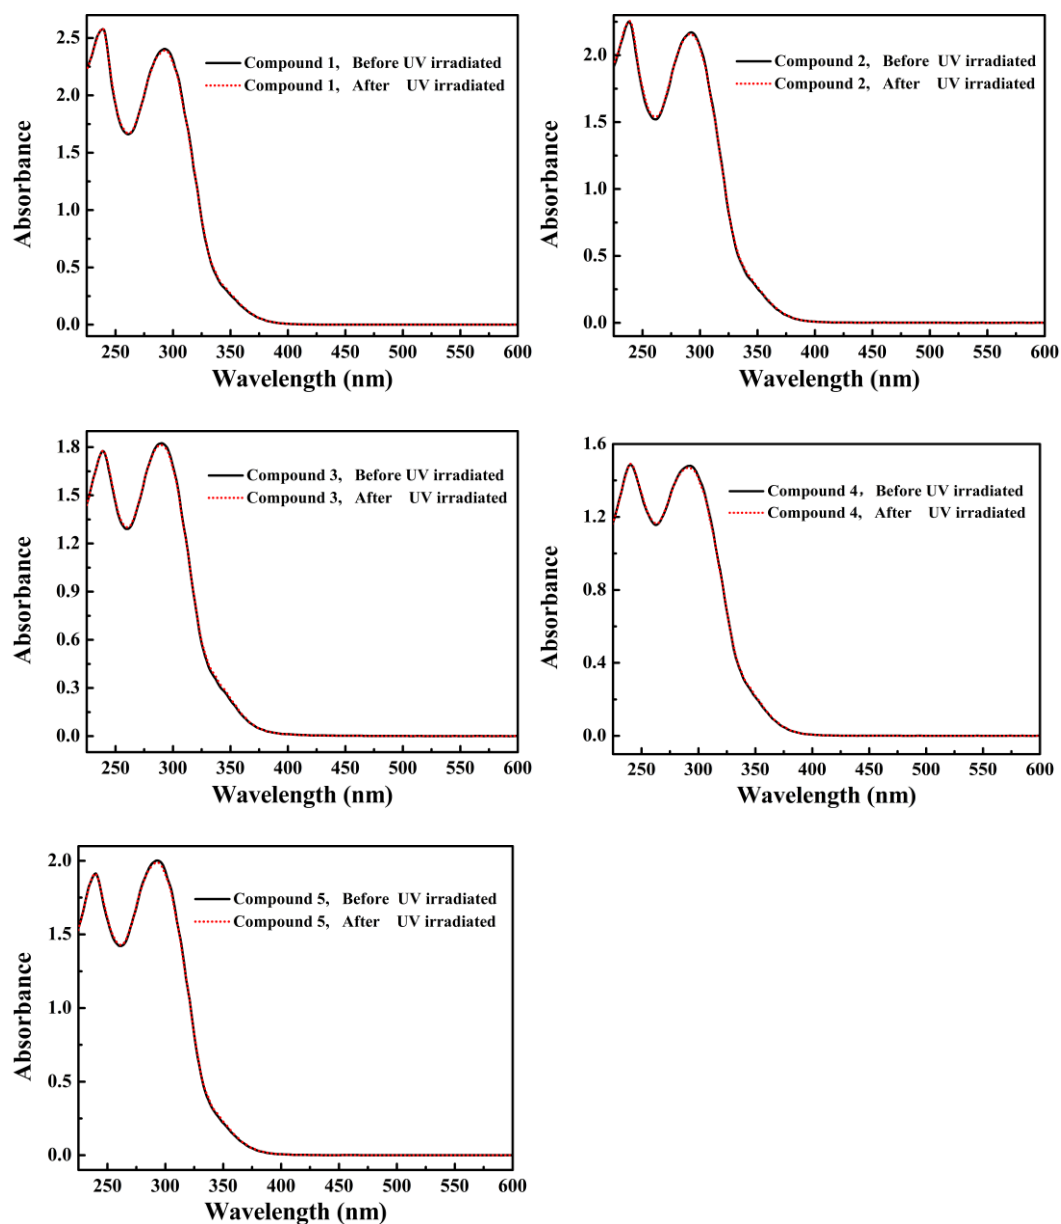 2.5
2.0
1.5
1.0
0.5
0.0
Absorbance
Compound 1, Before UV irradiated
Compound 1, After UV irradiated
250 300 350 400 450 500 550 600
Wavelength (nm)
2.0
1.5
1.0
0.5
0.0
Absorbance
Compound 2, Before UV irradiated
Compound 2, After UV irradiated
250 300 350 400 450 500 550 600
Wavelength (nm)
1.8
1.5
1.2
0.9
0.6
0.3
0.0
Absorbance
Compound 3, Before UV irradiated
Compound 3, After UV irradiated
250 300 350 400 450 500 550 600
Wavelength (nm)
1.6
1.2
0.8
0.4
0.0
Absorbance
Compound 4, Before UV irradiated
Compound 4, After UV irradiated
250 300 350 400 450 500 550 600
Wavelength (nm)
2.0
1.5
1.0
0.5
0.0
Absorbance
Compound 5, Before UV irradiated
Compound 5, After UV irradiated
250 300 350 400 450 500 550 600
Wavelength (nm)